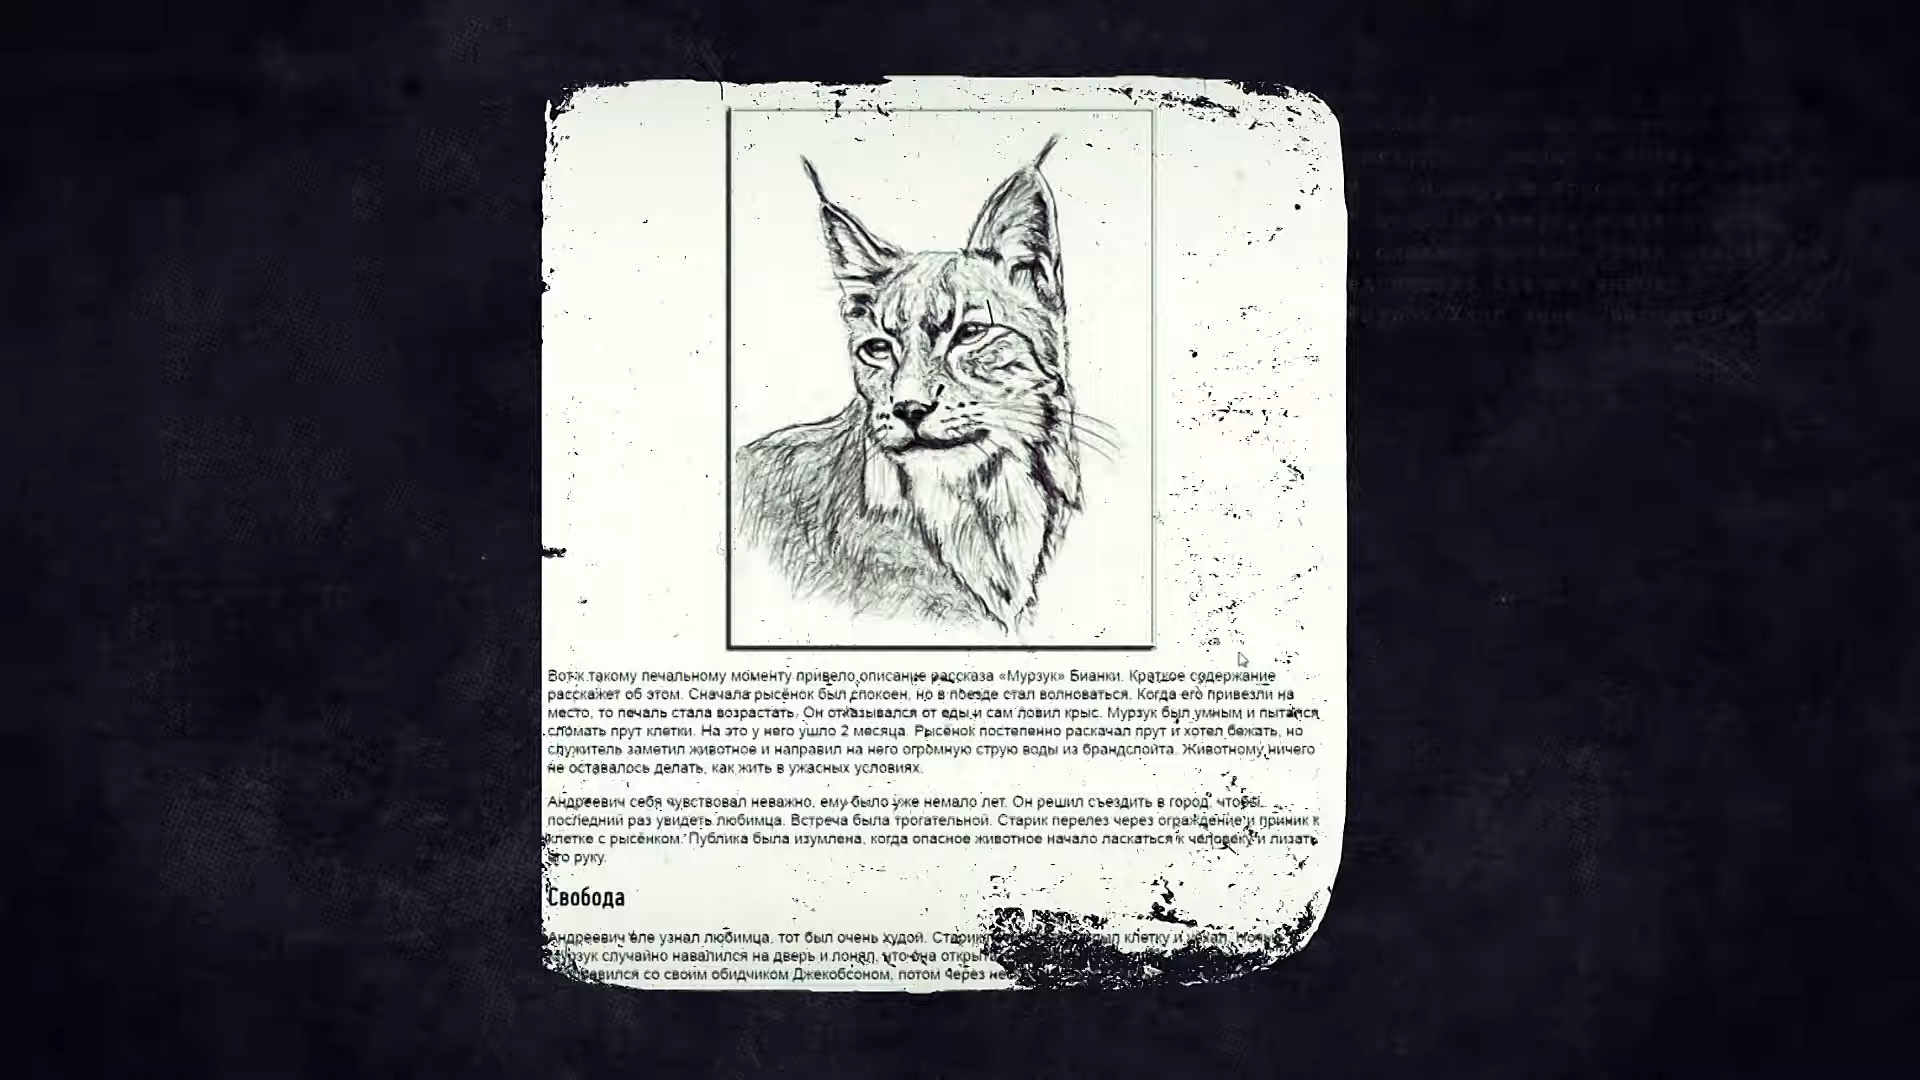 Вот к такому печальному моменту привело описание рассказа «Мурзук» Бианки. Краткое содержание
расскажет об этом. Сначала рысёнок был спокоен, но в поезде стал волноваться. Когда его привезли на
место, то печаль стала возрастать. Он отказывался от еды и сам ловил крыс. Мурзук был умным и пытался
сломать прут клетки. На это у него ушло 2 месяца. Рысёнок постепенно раскачал прут и хотел бежать, но
служитель заметил животное и направил на него огромную струю воды из брандспойта. Животному ничего
не оставалось делать, как жить в ужасных условиях.
Андреевич себя чувствовал неважно, ему было уже немало лет. Он решил съездить в город, чтобы
последний раз увидеть любимца. Встреча была трогательной. Старик перелез через ограждение и приник к
клетке с рысёнком. Публика была изумлена, когда опасное животное начало ласкаться к человеку и лизать
его руку.
Свобода
Андреевич еле узнал любимца, тот был очень худой. Старик клетку и уехал.
Мурзук случайно навалился на дверь и понял, что она открыта
со своим обидчиком Джекобсоном, потом через